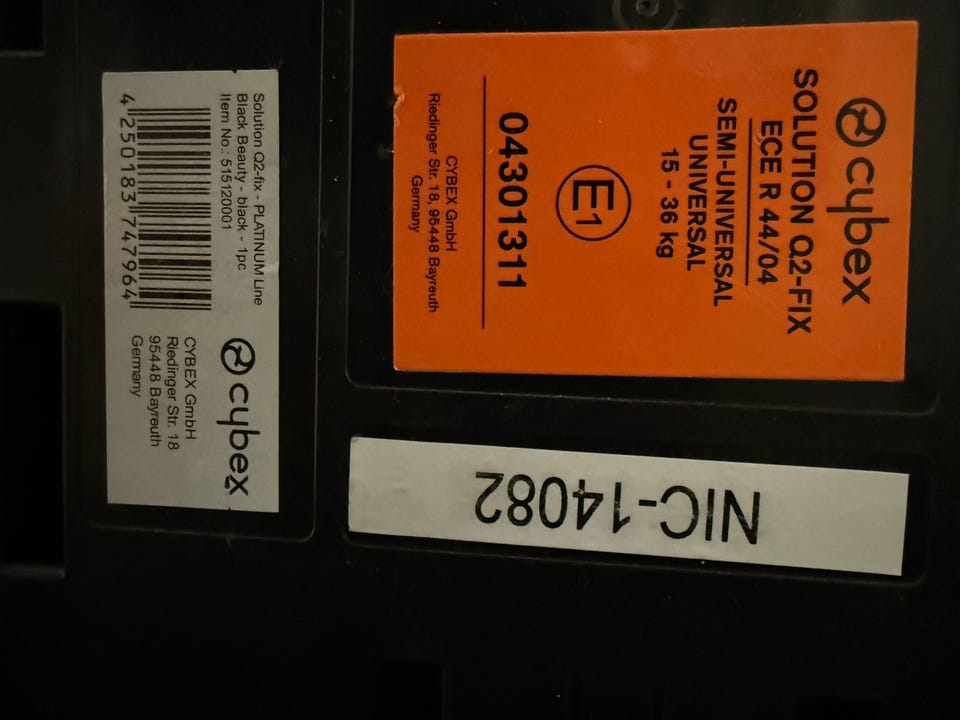 cybex
SOLUTION Q2-FIX
ECE R 44/04
SEMI-UNIVERSAL
UNIVERSAL
15 - 36 kg
E1
04301311
CYBEX GmbH
Riedinger Str. 18, 95448 Bayreuth
Germany
Solution Q2-fix - PLATINUM Line
Black Beauty - black - 1pc
Item No.: 515120001
4 250183 747964
cybex
CYBEX GmbH
Riedinger Str. 18
95448 Bayreuth
Germany
NIC-14082